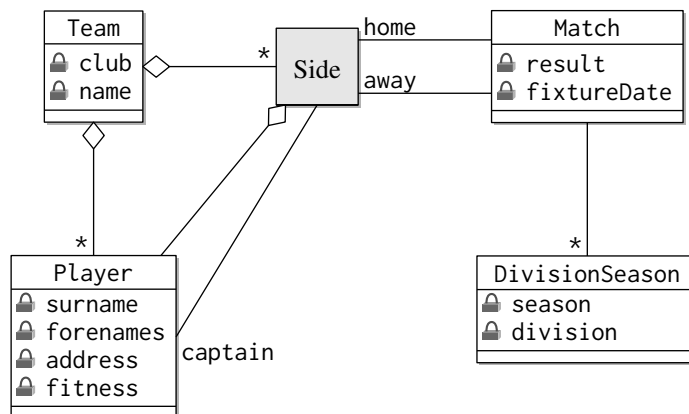 Team
club
name
*
*
Side
home
away
Match
result
fixtureDate
*
Player
surname
forenames
address
fitness
captain
DivisionSeason
season
division